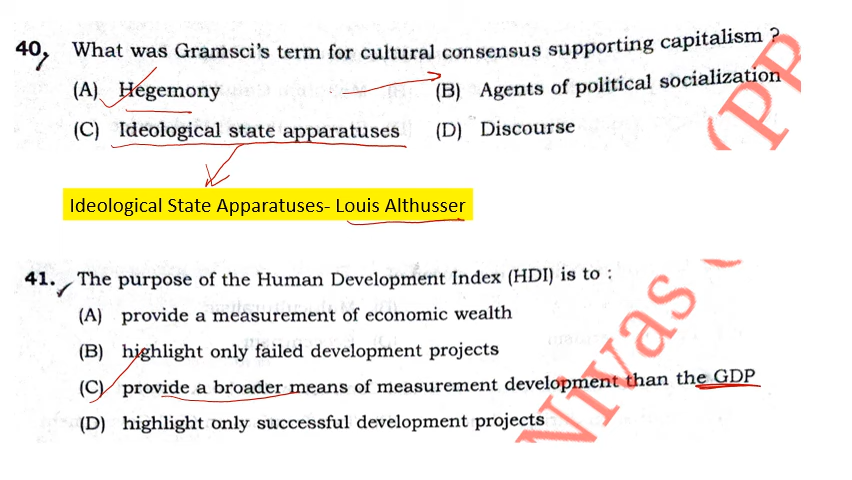 40, What was Gramsci's term for cultural consensus supporting capitalism ?
(A) Hegemony (B) Agents of political socialization
(C) Ideological state apparatuses (D) Discourse
(PP
Ideological State Apparatuses- Louis Althusser
41. The purpose of the Human Development Index (HDI) is to :
(A) provide a measurement of economic wealth
(B) highlight only failed development projects
(C) provide a broader means of measurement development than the GDP
(D) highlight only successful development projects
Nivas